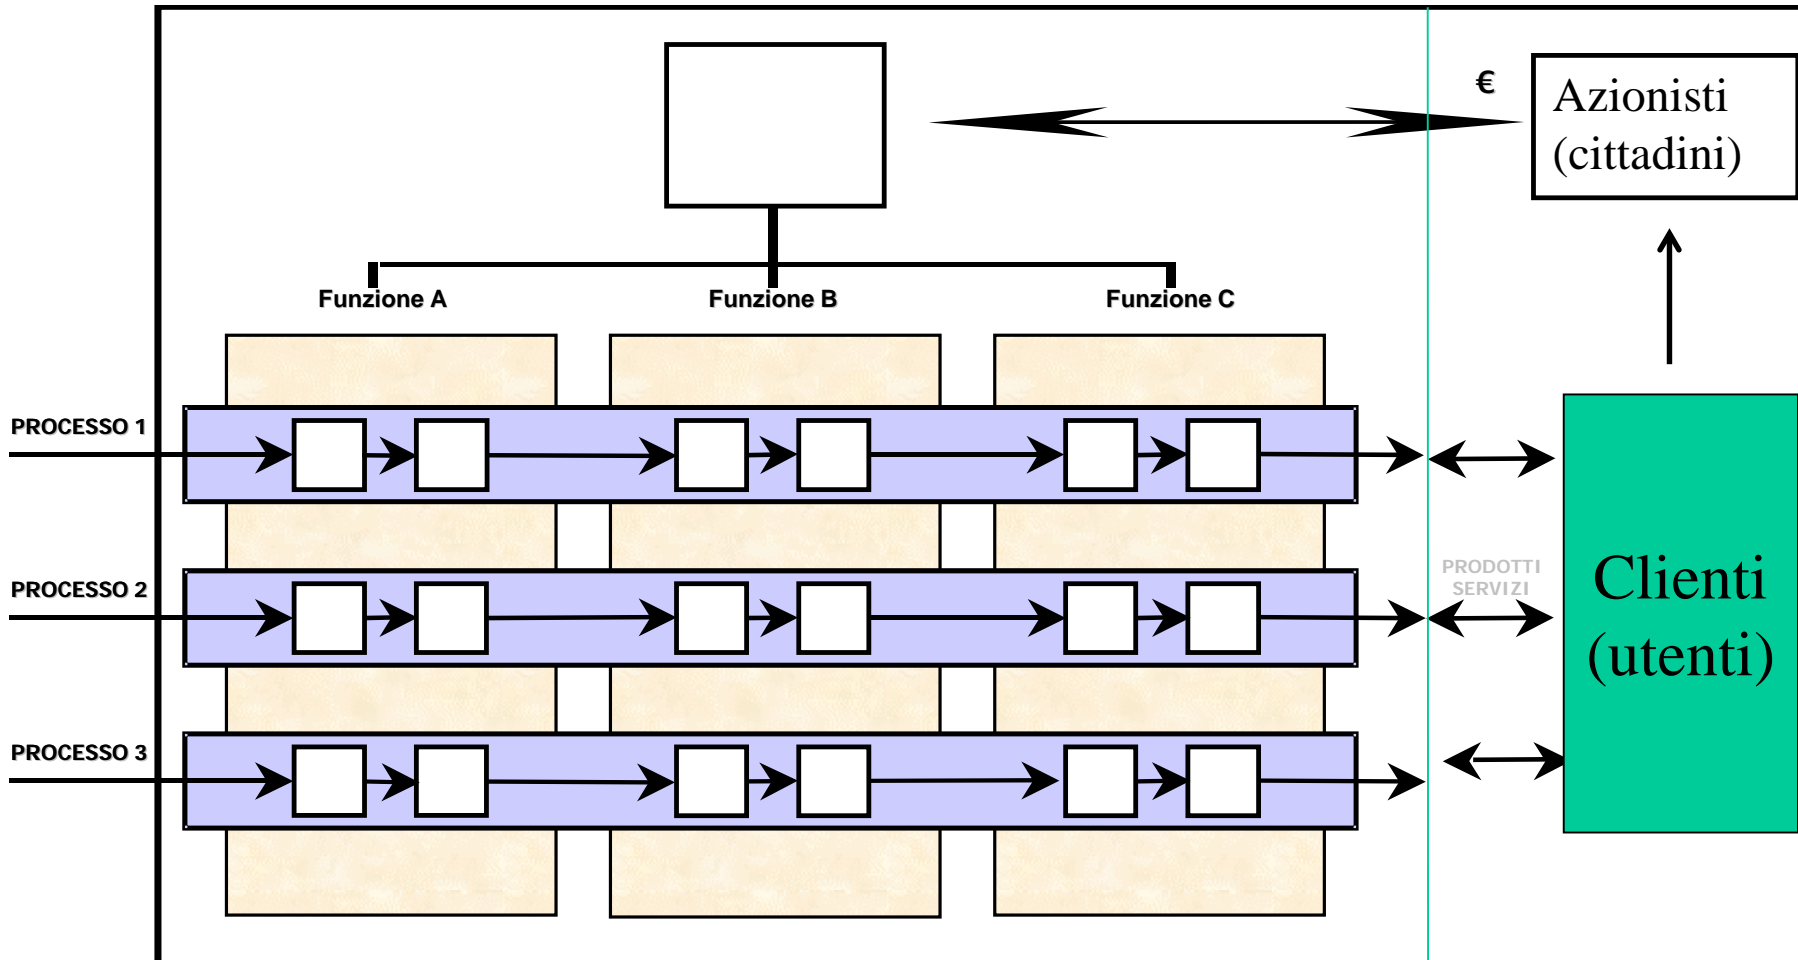 €
Azionisti
(cittadini)
Funzione A
Funzione B
Funzione C
PROCESSO 1
PROCESSO 2
PRODOTTI
SERVIZI
Clienti
(utenti)
PROCESSO 3